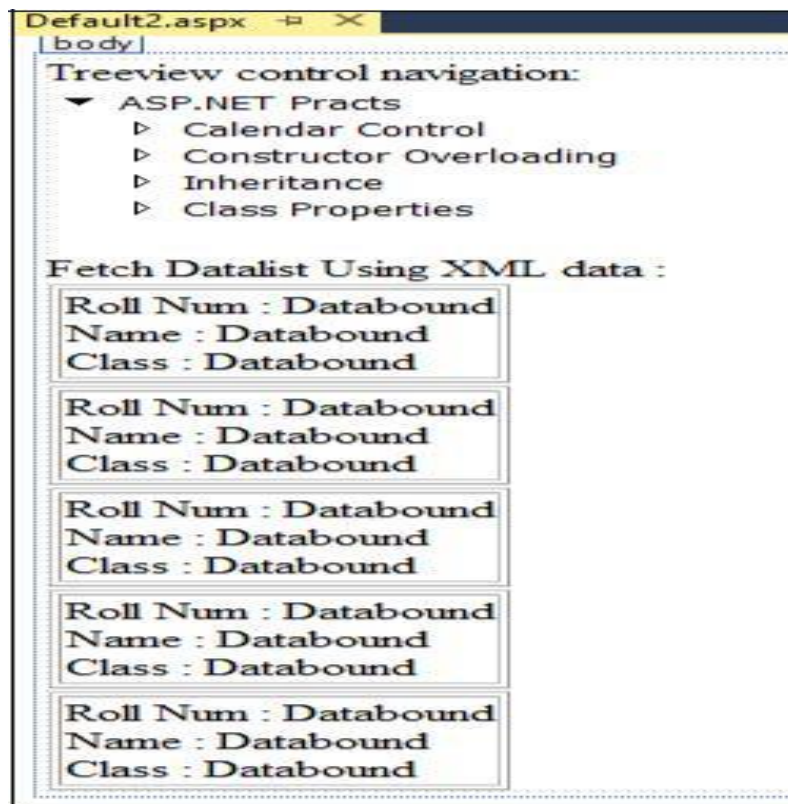 Default2.aspx
body
Treeview control navigation:
ASP.NET Practs
Calendar Control
Constructor Overloading
Inheritance
Class Properties
Fetch Datalist Using XML data :
Roll Num : Databound
Name : Databound
Class : Databound
Roll Num : Databound
Name : Databound
Class : Databound
Roll Num : Databound
Name : Databound
Class : Databound
Roll Num : Databound
Name : Databound
Class : Databound
Roll Num : Databound
Name : Databound
Class : Databound